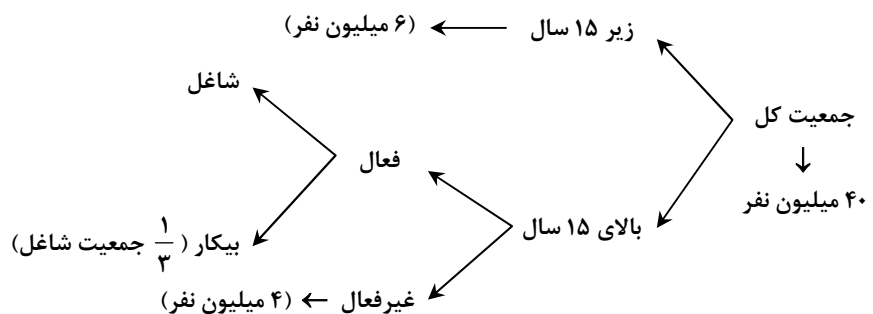 زیر ۱۵ سال ← (۶ میلیون نفر)
شاغل
جمعیت کل
↓
۴۰ میلیون نفر
فعال
بالای ۱۵ سال
بیکار (۱/۳ جمعیت شاغل)
غیرفعال ← (۴ میلیون نفر)